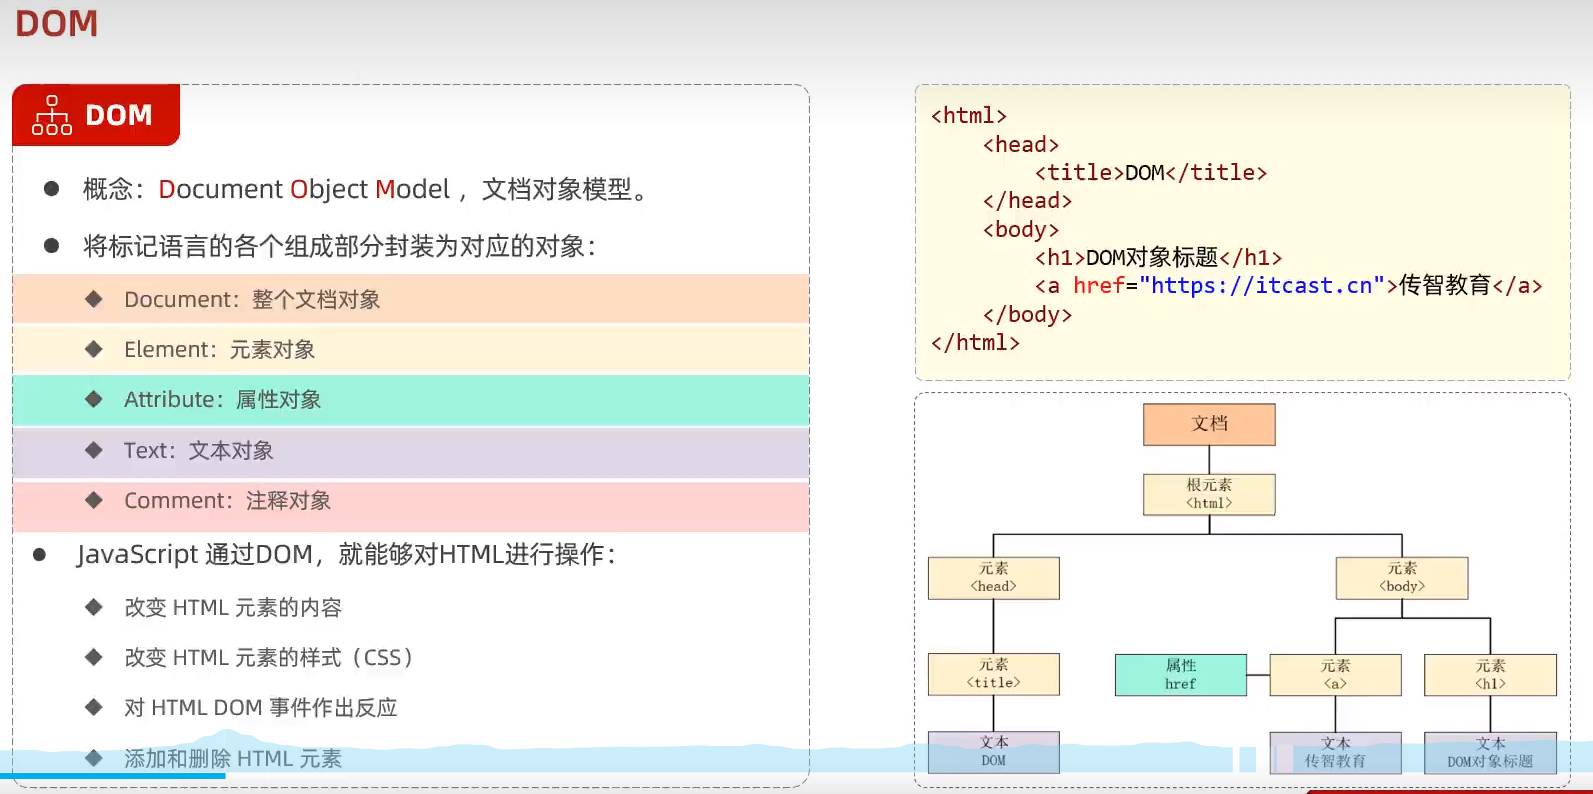 DOM
DOM
概念：Document Object Model ，文档对象模型。
将标记语言的各个组成部分封装为对应的对象：
Document：整个文档对象
Element：元素对象
Attribute：属性对象
Text：文本对象
Comment：注释对象
JavaScript 通过DOM，就能够对HTML进行操作：
改变 HTML 元素的内容
改变 HTML 元素的样式（CSS）
对 HTML DOM 事件作出反应
添加和删除 HTML 元素
<html>
<head>
<title>DOM</title>
</head>
<body>
<h1>DOM对象标题</h1>
<a href="https://itcast.cn">传智教育</a>
</body>
</html>
文档
根元素
<html>
元素
<head>
元素
<body>
元素
<title>
属性
href
元素
<a>
元素
<h1>
文本
DOM
文本
传智教育
文本
DOM对象标题